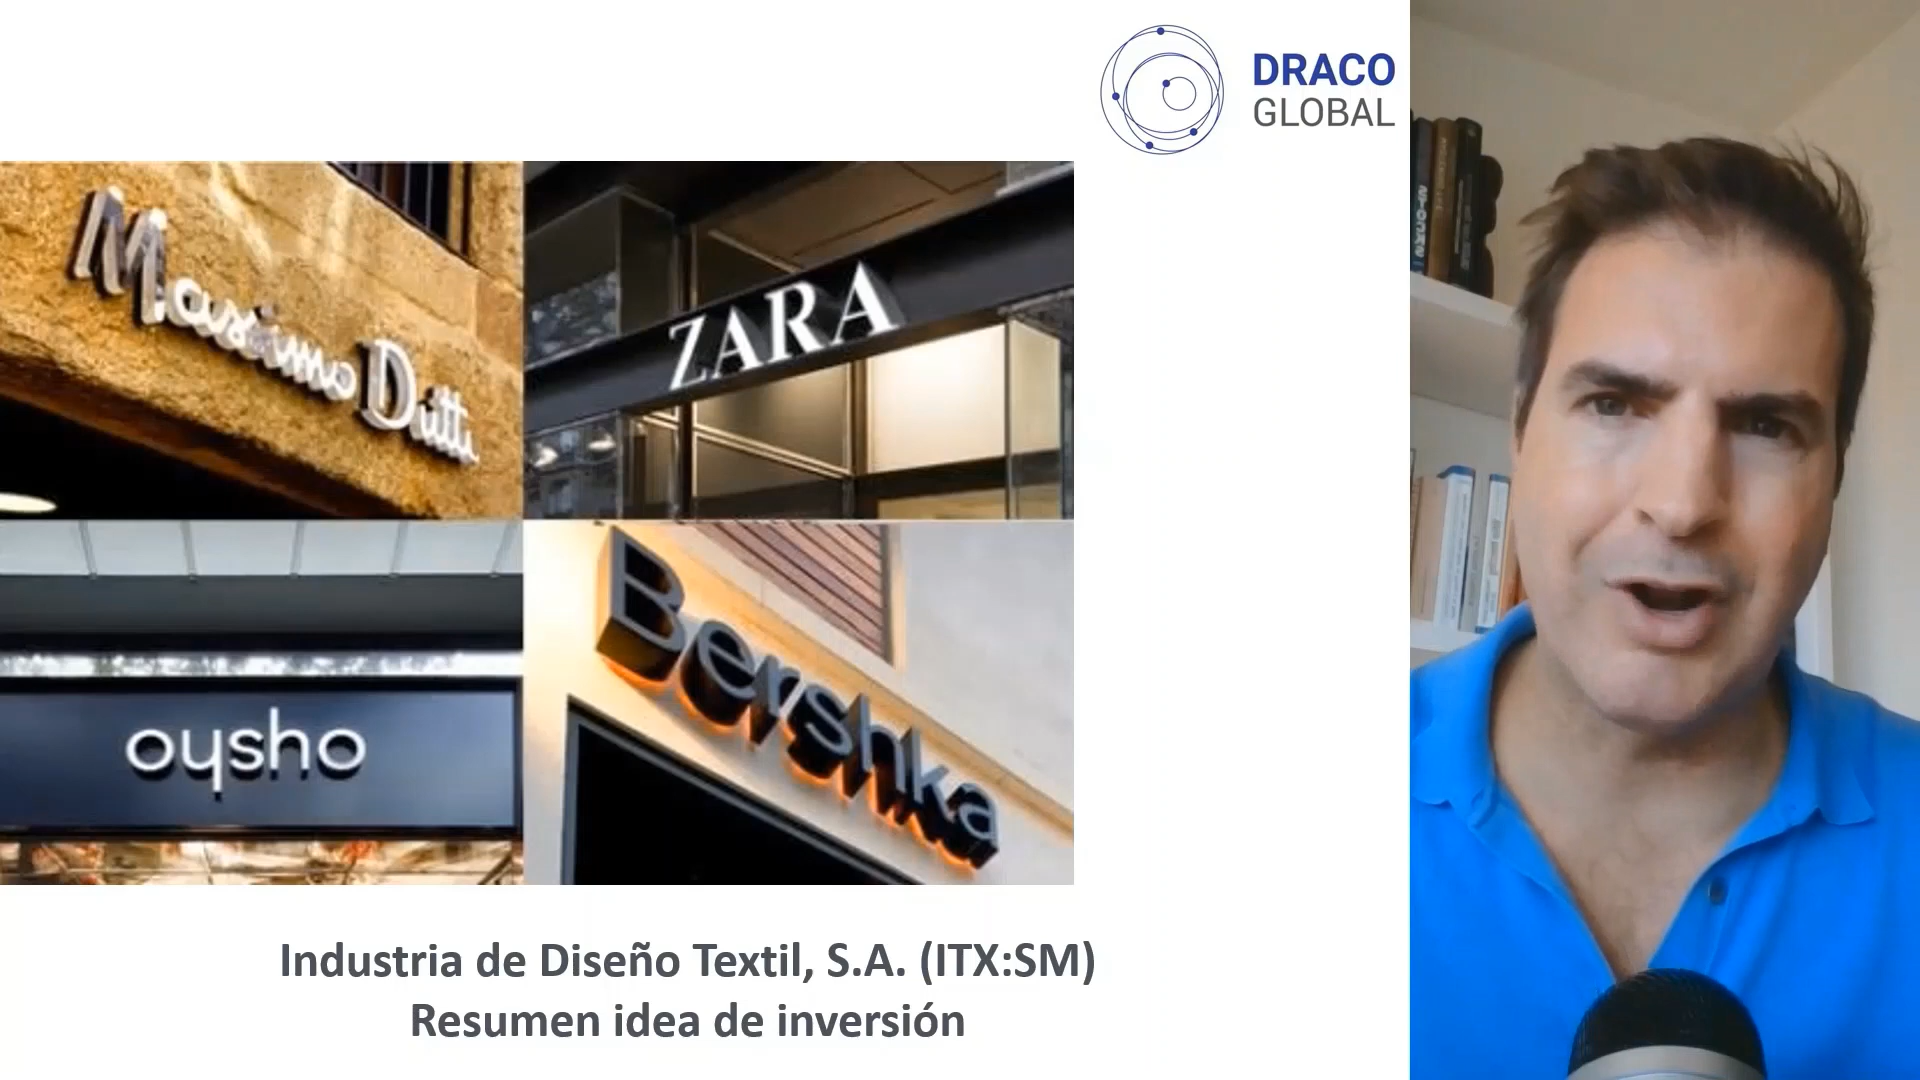 DRACO
GLOBAL
Massimo Dutti
ZARA
oysho
Bershka
Industria de Diseño Textil, S.A. (ITX:SM)
Resumen idea de inversión